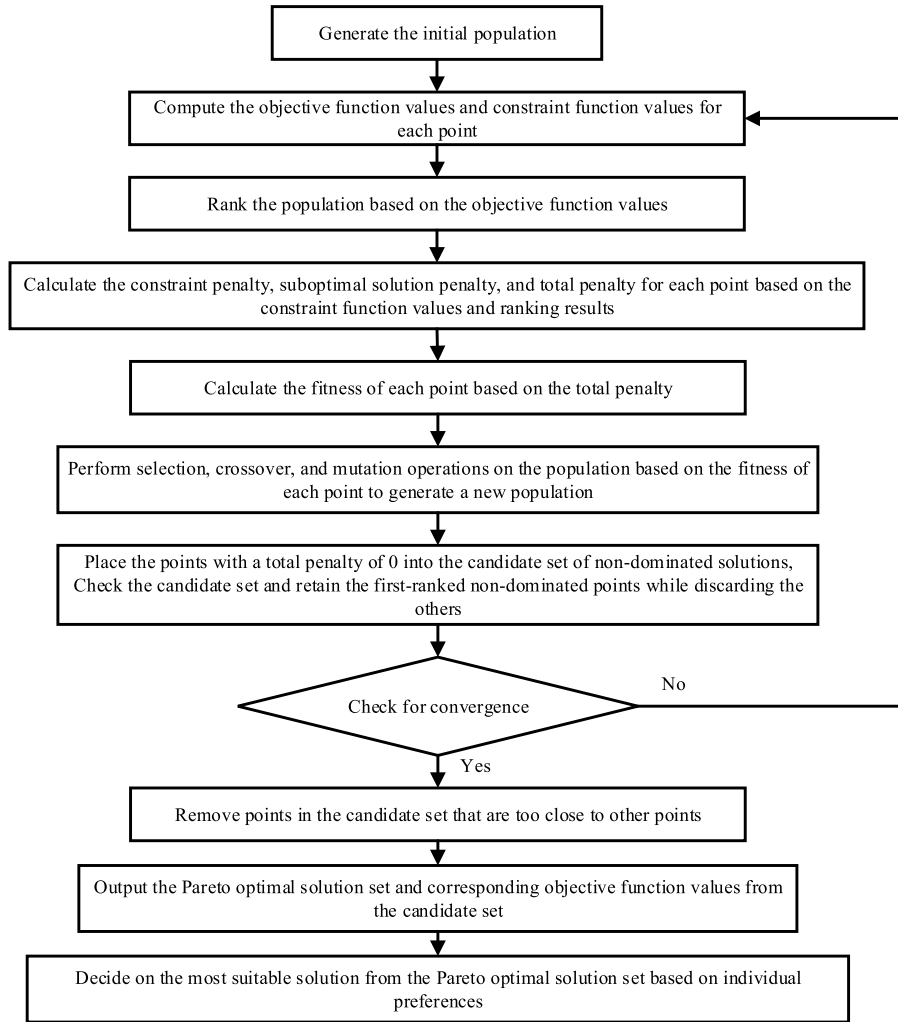 Generate the initial population
Compute the objective function values and constraint function values for
each point
Rank the population based on the objective function values
Calculate the constraint penalty, suboptimal solution penalty, and total penalty for each point based on the
constraint function values and ranking results
Calculate the fitness of each point based on the total penalty
Perform selection, crossover, and mutation operations on the population based on the fitness of
each point to generate a new population
Place the points with a total penalty of 0 into the candidate set of non-dominated solutions,
Check the candidate set and retain the first-ranked non-dominated points while discarding the
others
No
Check for convergence
Yes
Remove points in the candidate set that are too close to other points
Output the Pareto optimal solution set and corresponding objective function values from
the candidate set
Decide on the most suitable solution from the Pareto optimal solution set based on individual
preferences